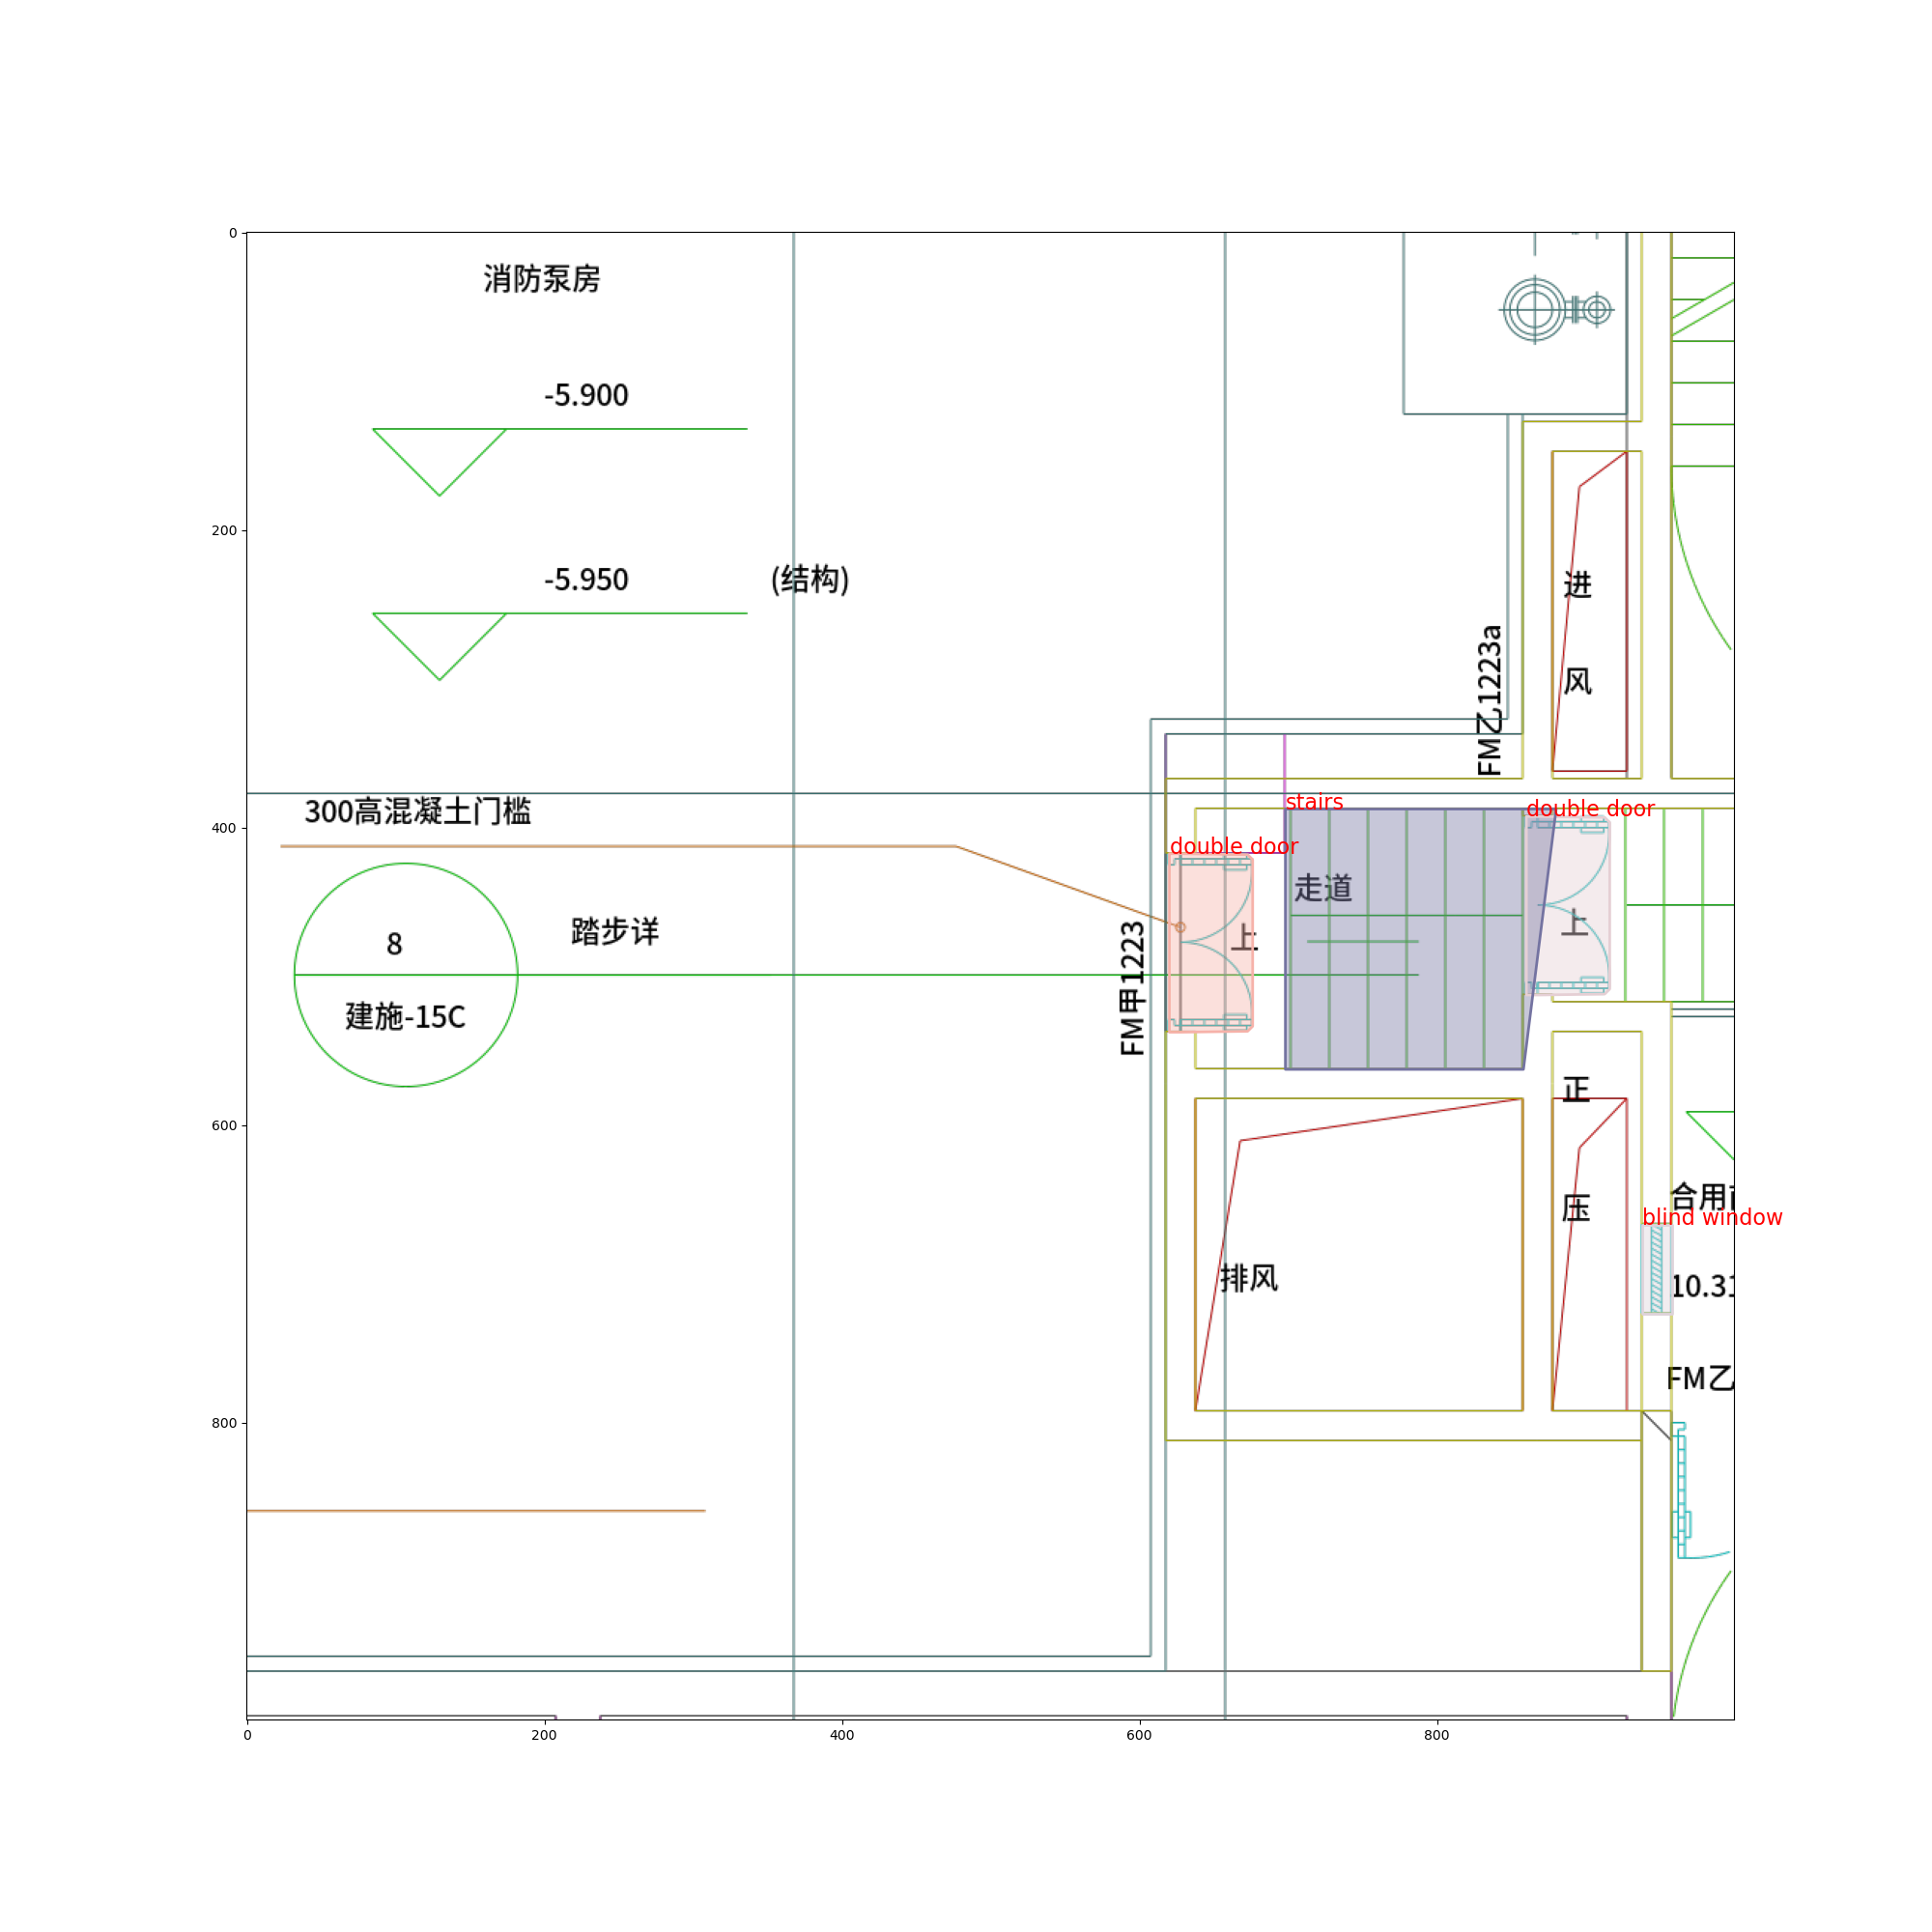 0
消防泵房
-5.900
200
-5.950
(结构)
进
风
FM乙1223a
300高混凝土门槛
400
stairs
double door
double door
走道
上
上
8
踏步详
建施-15C
FM甲1223
600
正
压
合用
blind window
排风
10.31
FM乙
800
0
200
400
600
800